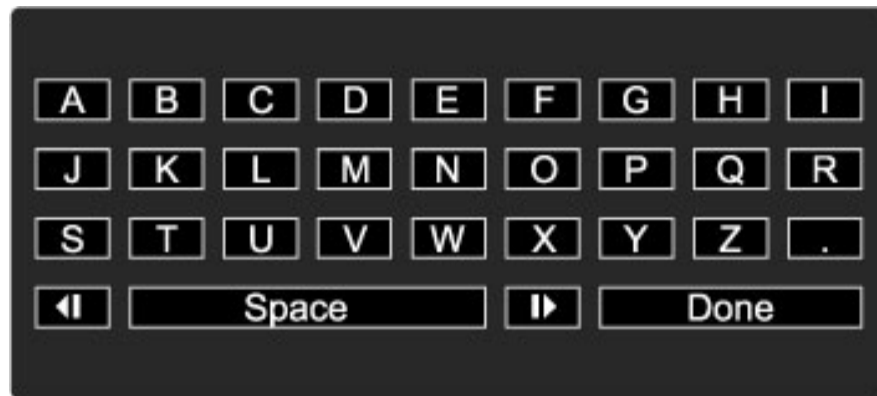 A B C D E F G H I
J K L M N O P Q R
S T U V W X Y Z .
Space Done